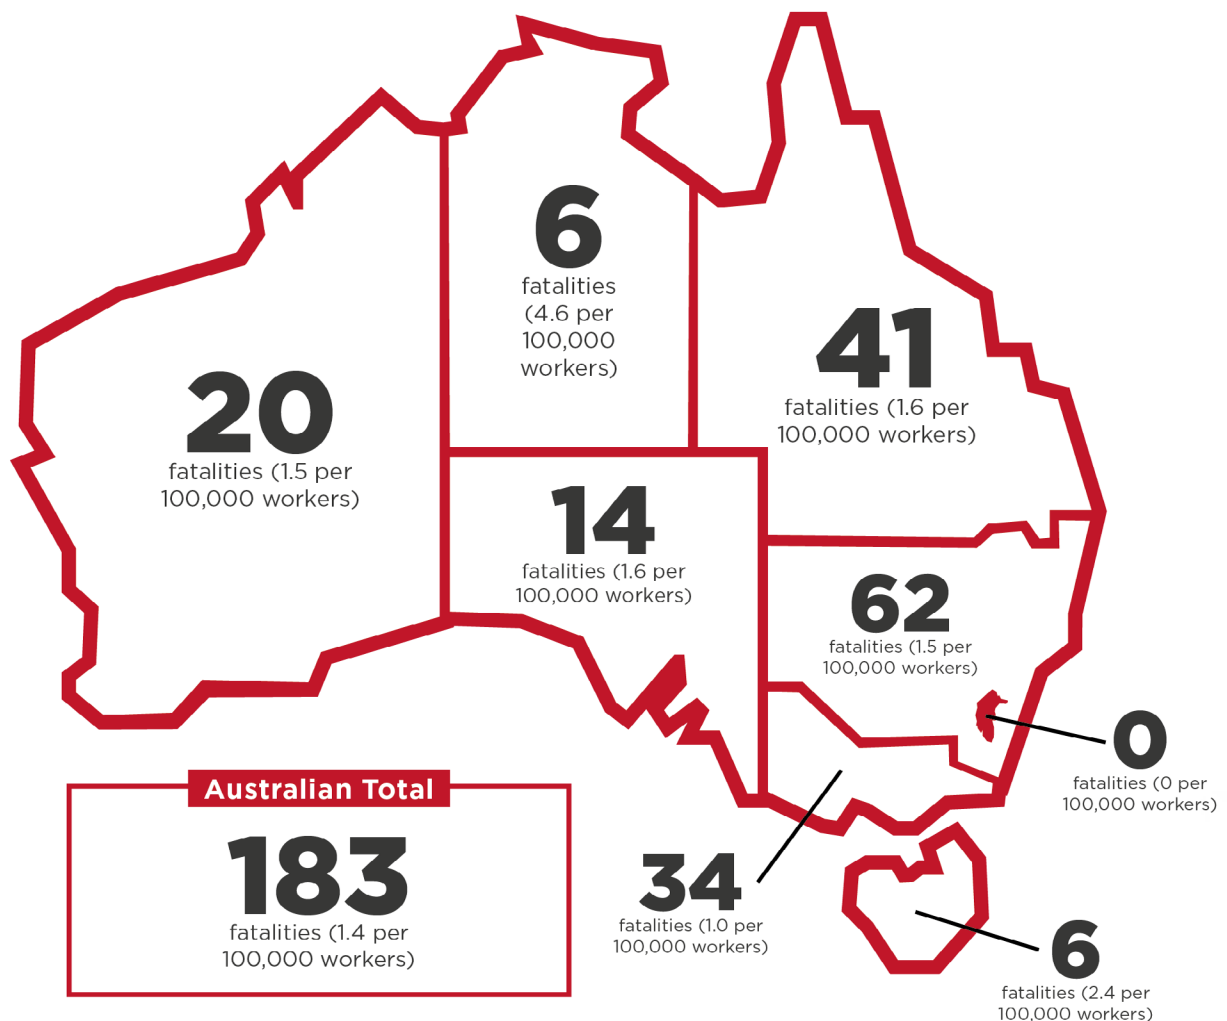 6
fatalities
(4.6 per
100,000
workers)
41
fatalities (1.6 per
100,000 workers)
20
fatalities (1.5 per
100,000 workers)
14
fatalities (1.6 per
100,000 workers)
62
fatalities (1.5 per
100,000 workers)
0
fatalities (0 per
100,000 workers)
Australian Total
183
fatalities (1.4 per
100,000 workers)
34
fatalities (1.0 per
100,000 workers)
6
fatalities (2.4 per
100,000 workers)